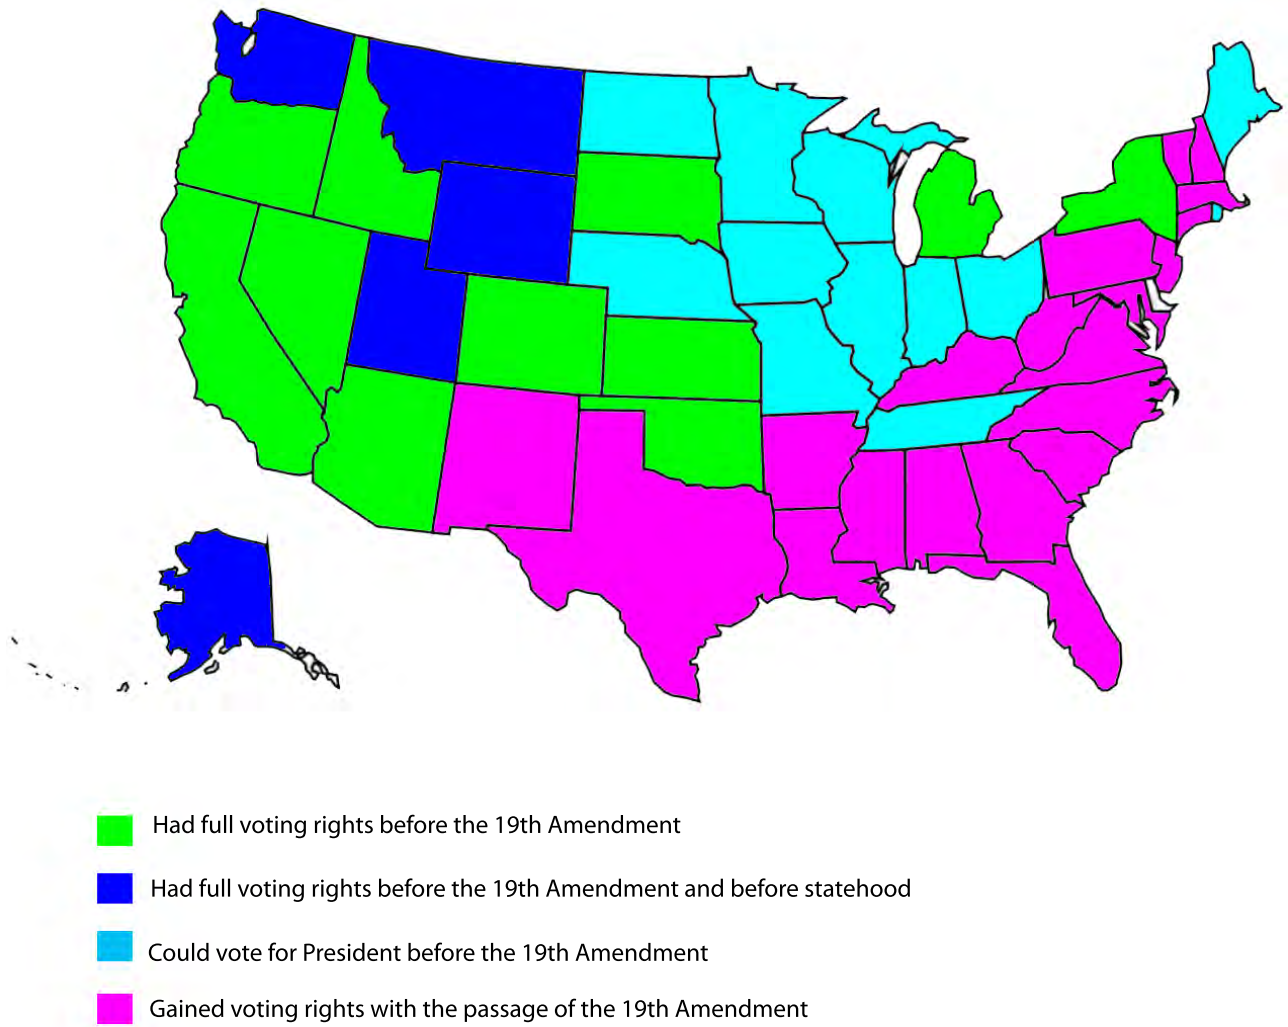 Had full voting rights before the 19th Amendment
Had full voting rights before the 19th Amendment and before statehood
Could vote for President before the 19th Amendment
Gained voting rights with the passage of the 19th Amendment